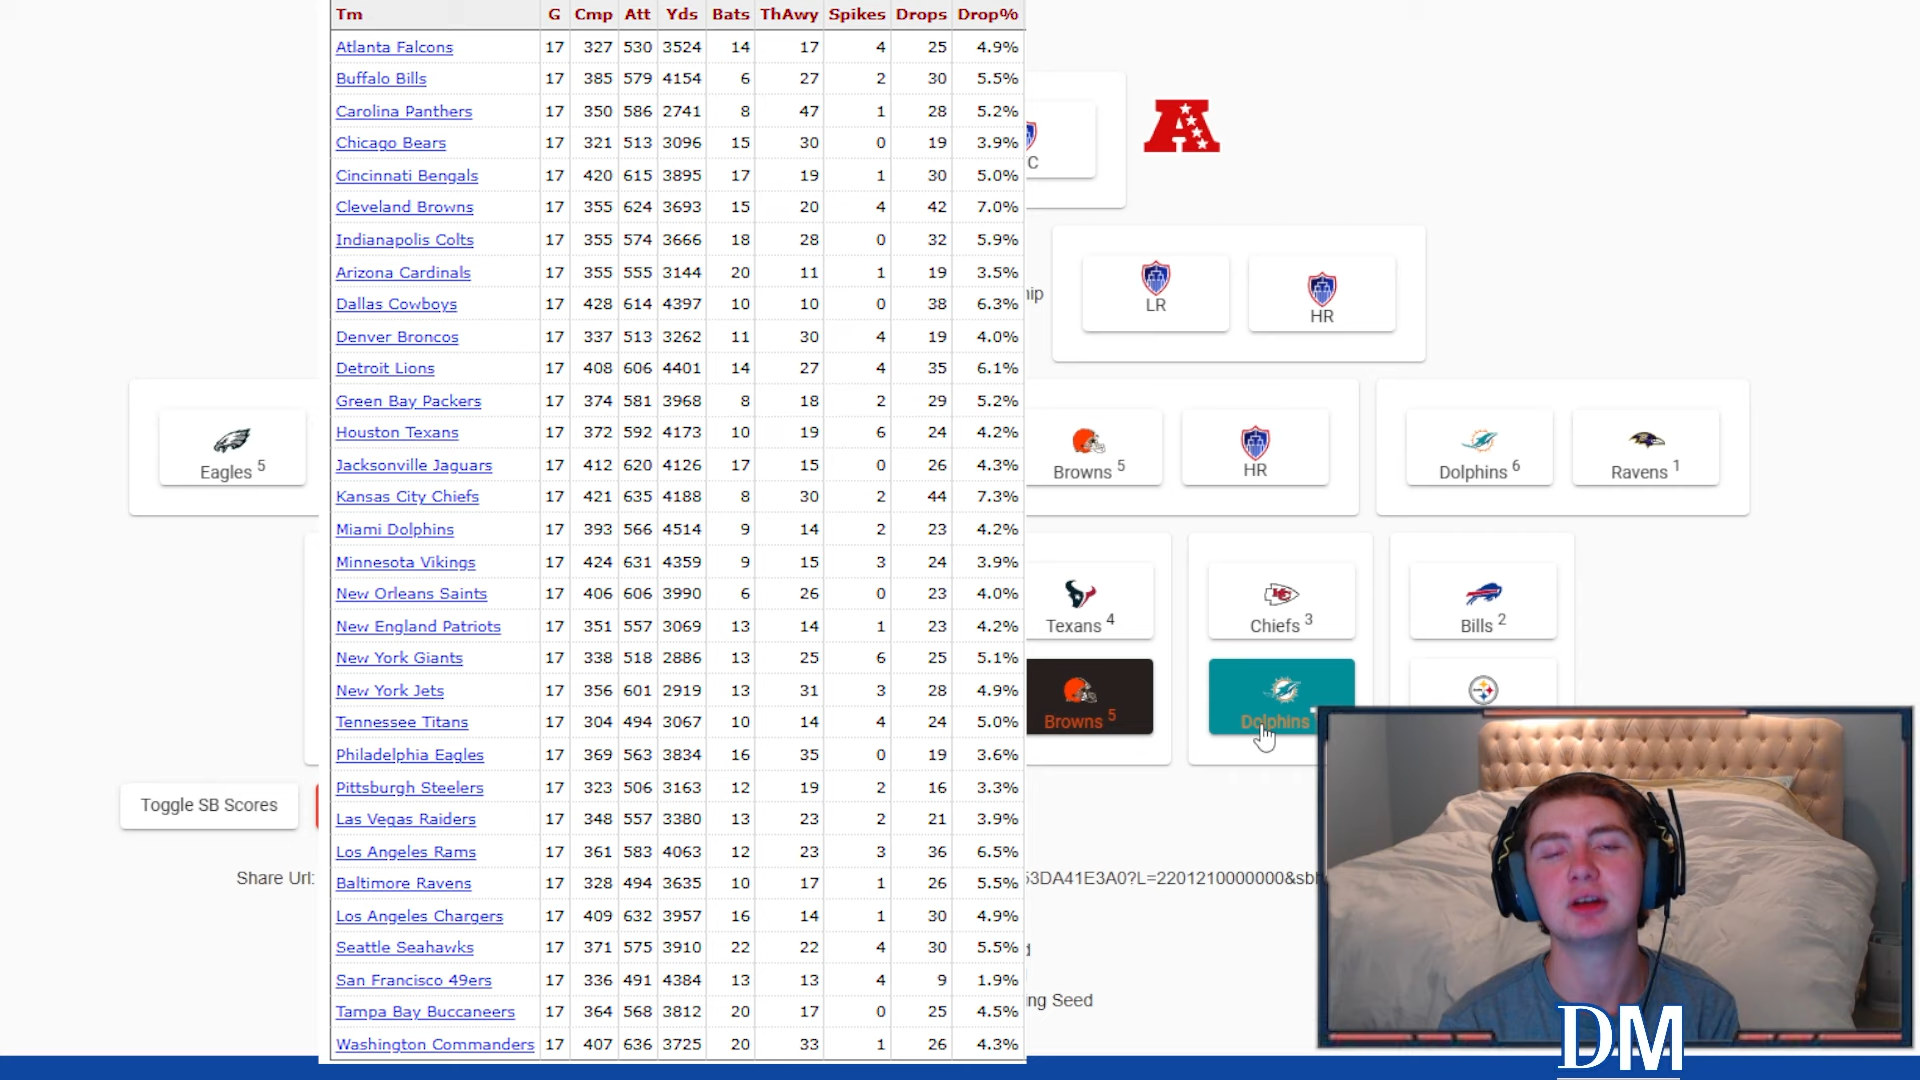 Tm G Cmp Att Yds Bats ThAwy Spikes Drops Drop%
Atlanta Falcons 17 327 530 3524 14 17 4 25 4.9%
Buffalo Bills 17 385 579 4154 6 27 2 30 5.5%
Carolina Panthers 17 350 586 2741 8 47 1 28 5.2%
Chicago Bears 17 321 513 3096 15 30 0 19 3.9%
Cincinnati Bengals 17 420 615 3895 17 19 1 30 5.0%
Cleveland Browns 17 355 624 3693 15 20 4 42 7.0%
Indianapolis Colts 17 355 574 3666 18 28 0 32 5.9%
Arizona Cardinals 17 355 555 3144 20 11 1 19 3.5%
Dallas Cowboys 17 428 614 4397 10 10 0 38 6.3%
Denver Broncos 17 337 513 3262 11 30 4 19 4.0%
Detroit Lions 17 408 606 4401 14 27 4 35 6.1%
Green Bay Packers 17 374 581 3968 8 18 2 29 5.2%
Houston Texans 17 372 592 4173 10 19 6 24 4.2%
Jacksonville Jaguars 17 412 620 4126 17 15 0 26 4.3%
Kansas City Chiefs 17 421 635 4188 8 30 2 44 7.3%
Miami Dolphins 17 393 566 4514 9 14 2 23 4.2%
Minnesota Vikings 17 424 631 4359 9 15 3 24 3.9%
New Orleans Saints 17 406 606 3990 6 26 0 23 4.0%
New England Patriots 17 351 557 3069 13 14 1 23 4.2%
New York Giants 17 338 518 2886 13 25 6 25 5.1%
New York Jets 17 356 601 2919 13 31 3 28 4.9%
Tennessee Titans 17 304 494 3067 10 14 4 24 5.0%
Philadelphia Eagles 17 369 563 3834 16 35 0 19 3.6%
Pittsburgh Steelers 17 323 506 3163 12 19 2 16 3.3%
Las Vegas Raiders 17 348 557 3380 13 23 2 21 3.9%
Los Angeles Rams 17 361 583 4063 12 23 3 36 6.5%
Baltimore Ravens 17 328 494 3635 10 17 1 26 5.5%
Los Angeles Chargers 17 409 632 3957 16 14 1 30 4.9%
Seattle Seahawks 17 371 575 3910 22 22 4 30 5.5%
San Francisco 49ers 17 336 491 4384 13 13 4 9 1.9%
Tampa Bay Buccaneers 17 364 568 3812 20 17 0 25 4.5%
Washington Commanders 17 407 636 3725 20 33 1 26 4.3%
A
C
ip LR HR
Eagles 5
Browns 5 HR Dolphins 6 Ravens 1
Texans 4 Chiefs 3 Bills 2
Browns 5 Dolphins
Toggle SB Scores
Share Url: 53DA41E3A0?L=2201210000000&sb
ng Seed
DM